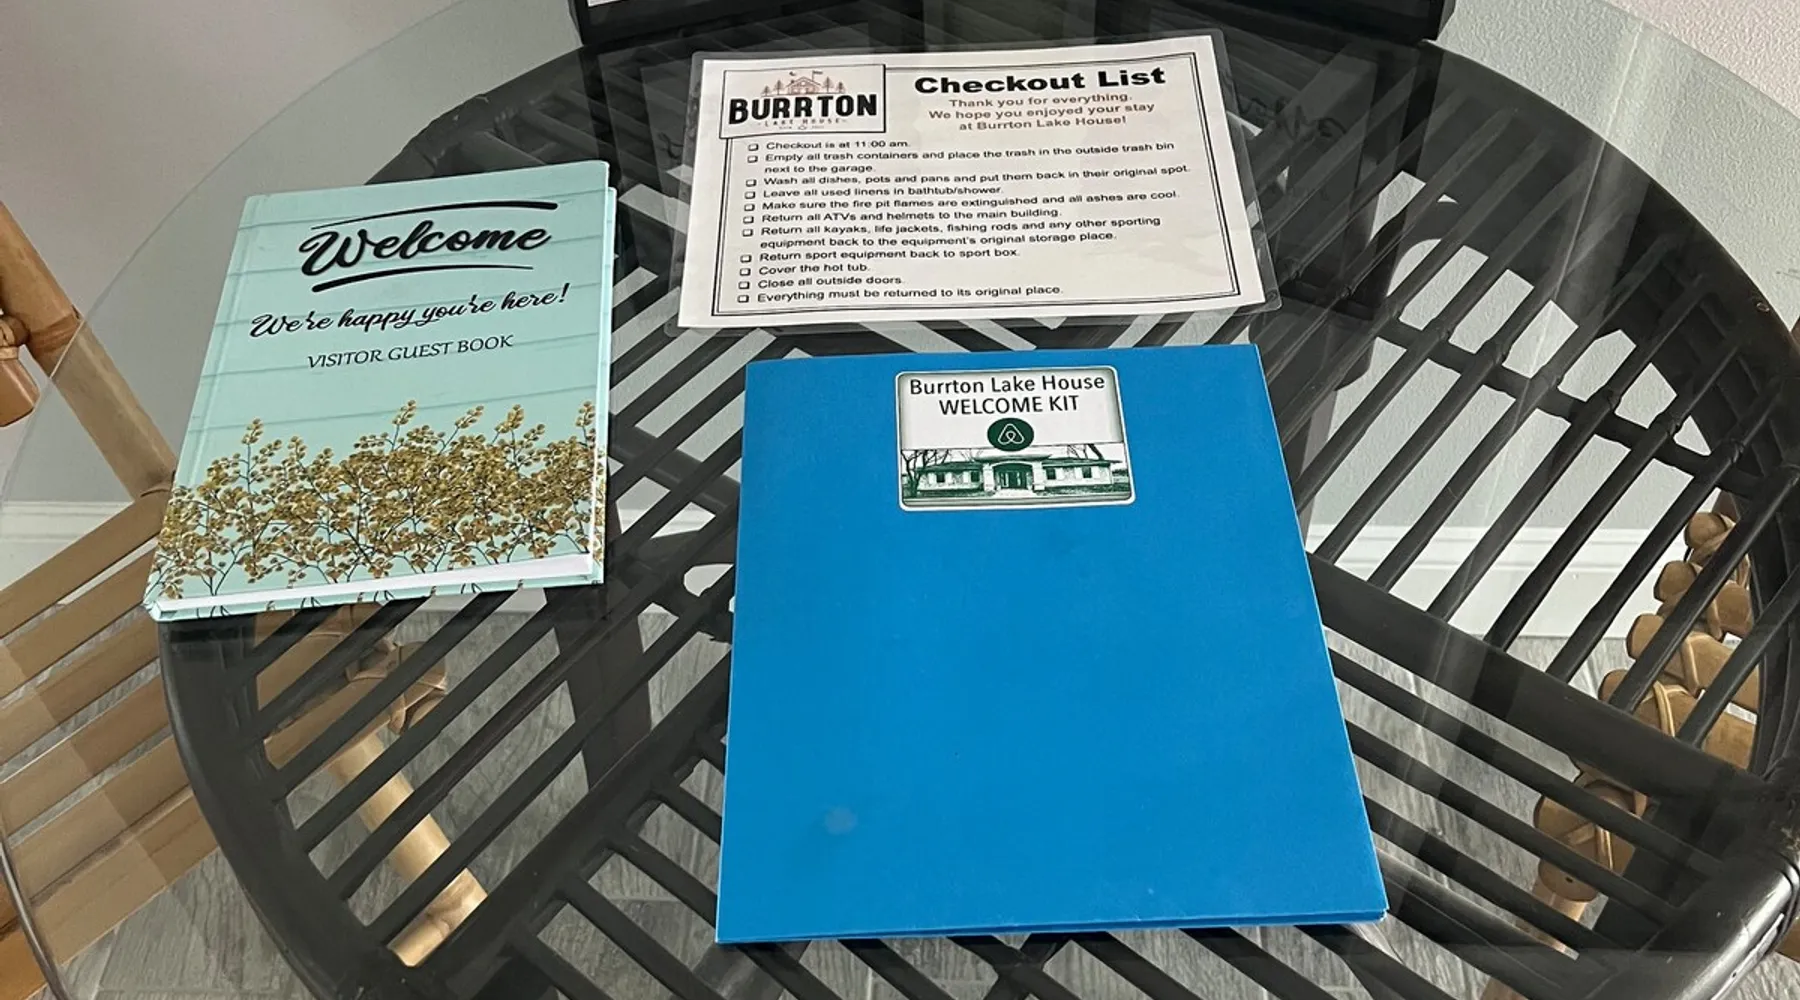 Welcome
We're happy you're here!
VISITOR GUEST BOOK
BURRTON
LAKE HOUSE
Checkout List
Thank you for everything.
We hope you enjoyed your stay
at Burrton Lake House!
❏ Checkout is at 11:00 am.
❏ Empty all trash containers and place the trash in the outside trash bin
next to the garage.
❏ Wash all dishes, pots and pans and put them back in their original spot.
❏ Leave all used linens in bathtub/shower.
❏ Make sure the fire pit flames are extinguished and all ashes are cool.
❏ Return all ATVs and helmets to the main building.
❏ Return all kayaks, life jackets, fishing rods and any other sporting
equipment back to the equipment's original storage place.
❏ Return sport equipment back to sport box.
❏ Cover the hot tub.
❏ Close all outside doors.
❏ Everything must be returned to its original place.
Burrton Lake House
WELCOME KIT